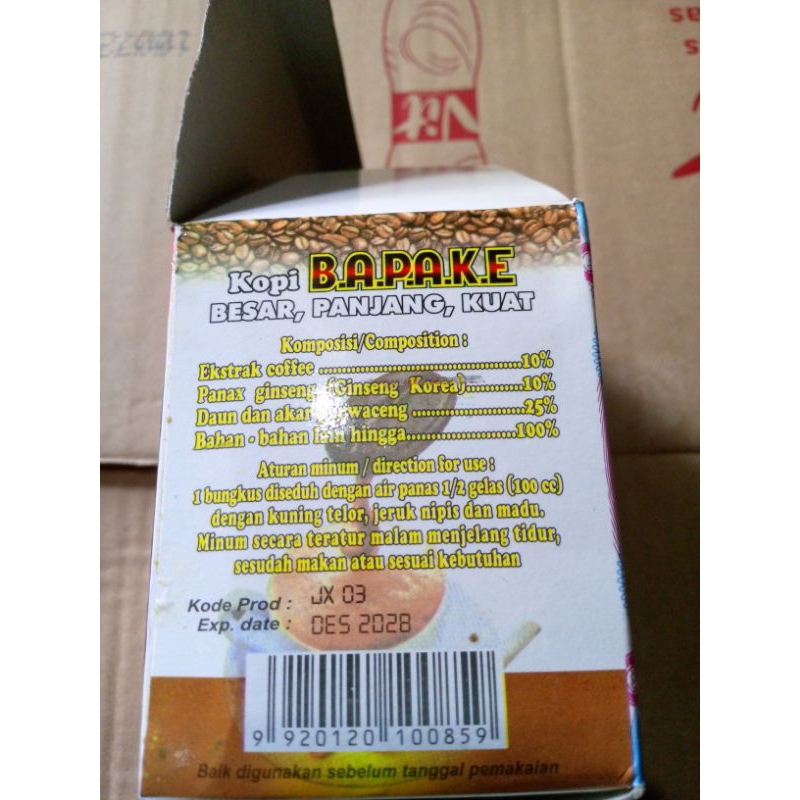 Vit
Kopi B.A.P.A.K.E
BESAR, PANJANG, KUAT
Komposisi/Composition :
Ekstrak coffee ........................................10%
Panax ginseng (Ginseng Korea)...........10%
Daun dan akar waceng ....................25%
Bahan - bahan lain hingga...................100%
Aturan minum / direction for use :
1 bungkus diseduh dengan air panas 1/2 gelas (100 cc)
dengan kuning telor, jeruk nipis dan madu.
Minum secara teratur malam menjelang tidur,
sesudah makan atau sesuai kebutuhan
Kode Prod : JX 03
Exp. date : DES 2028
9 920120 100859
Baik digunakan sebelum tanggal pemakaian